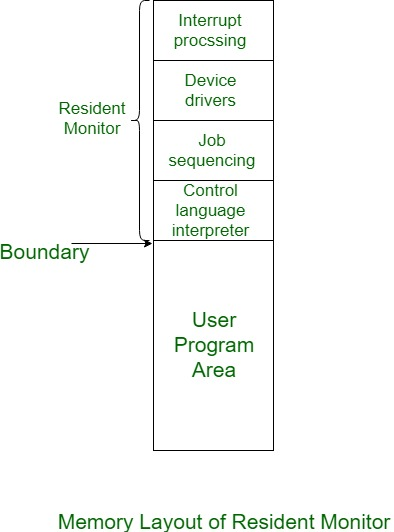 Interrupt
procssing
Device
drivers
Resident
Monitor
Job
sequencing
Control
language
interpreter
Boundary
User
Program
Area
Memory Layout of Resident Monitor